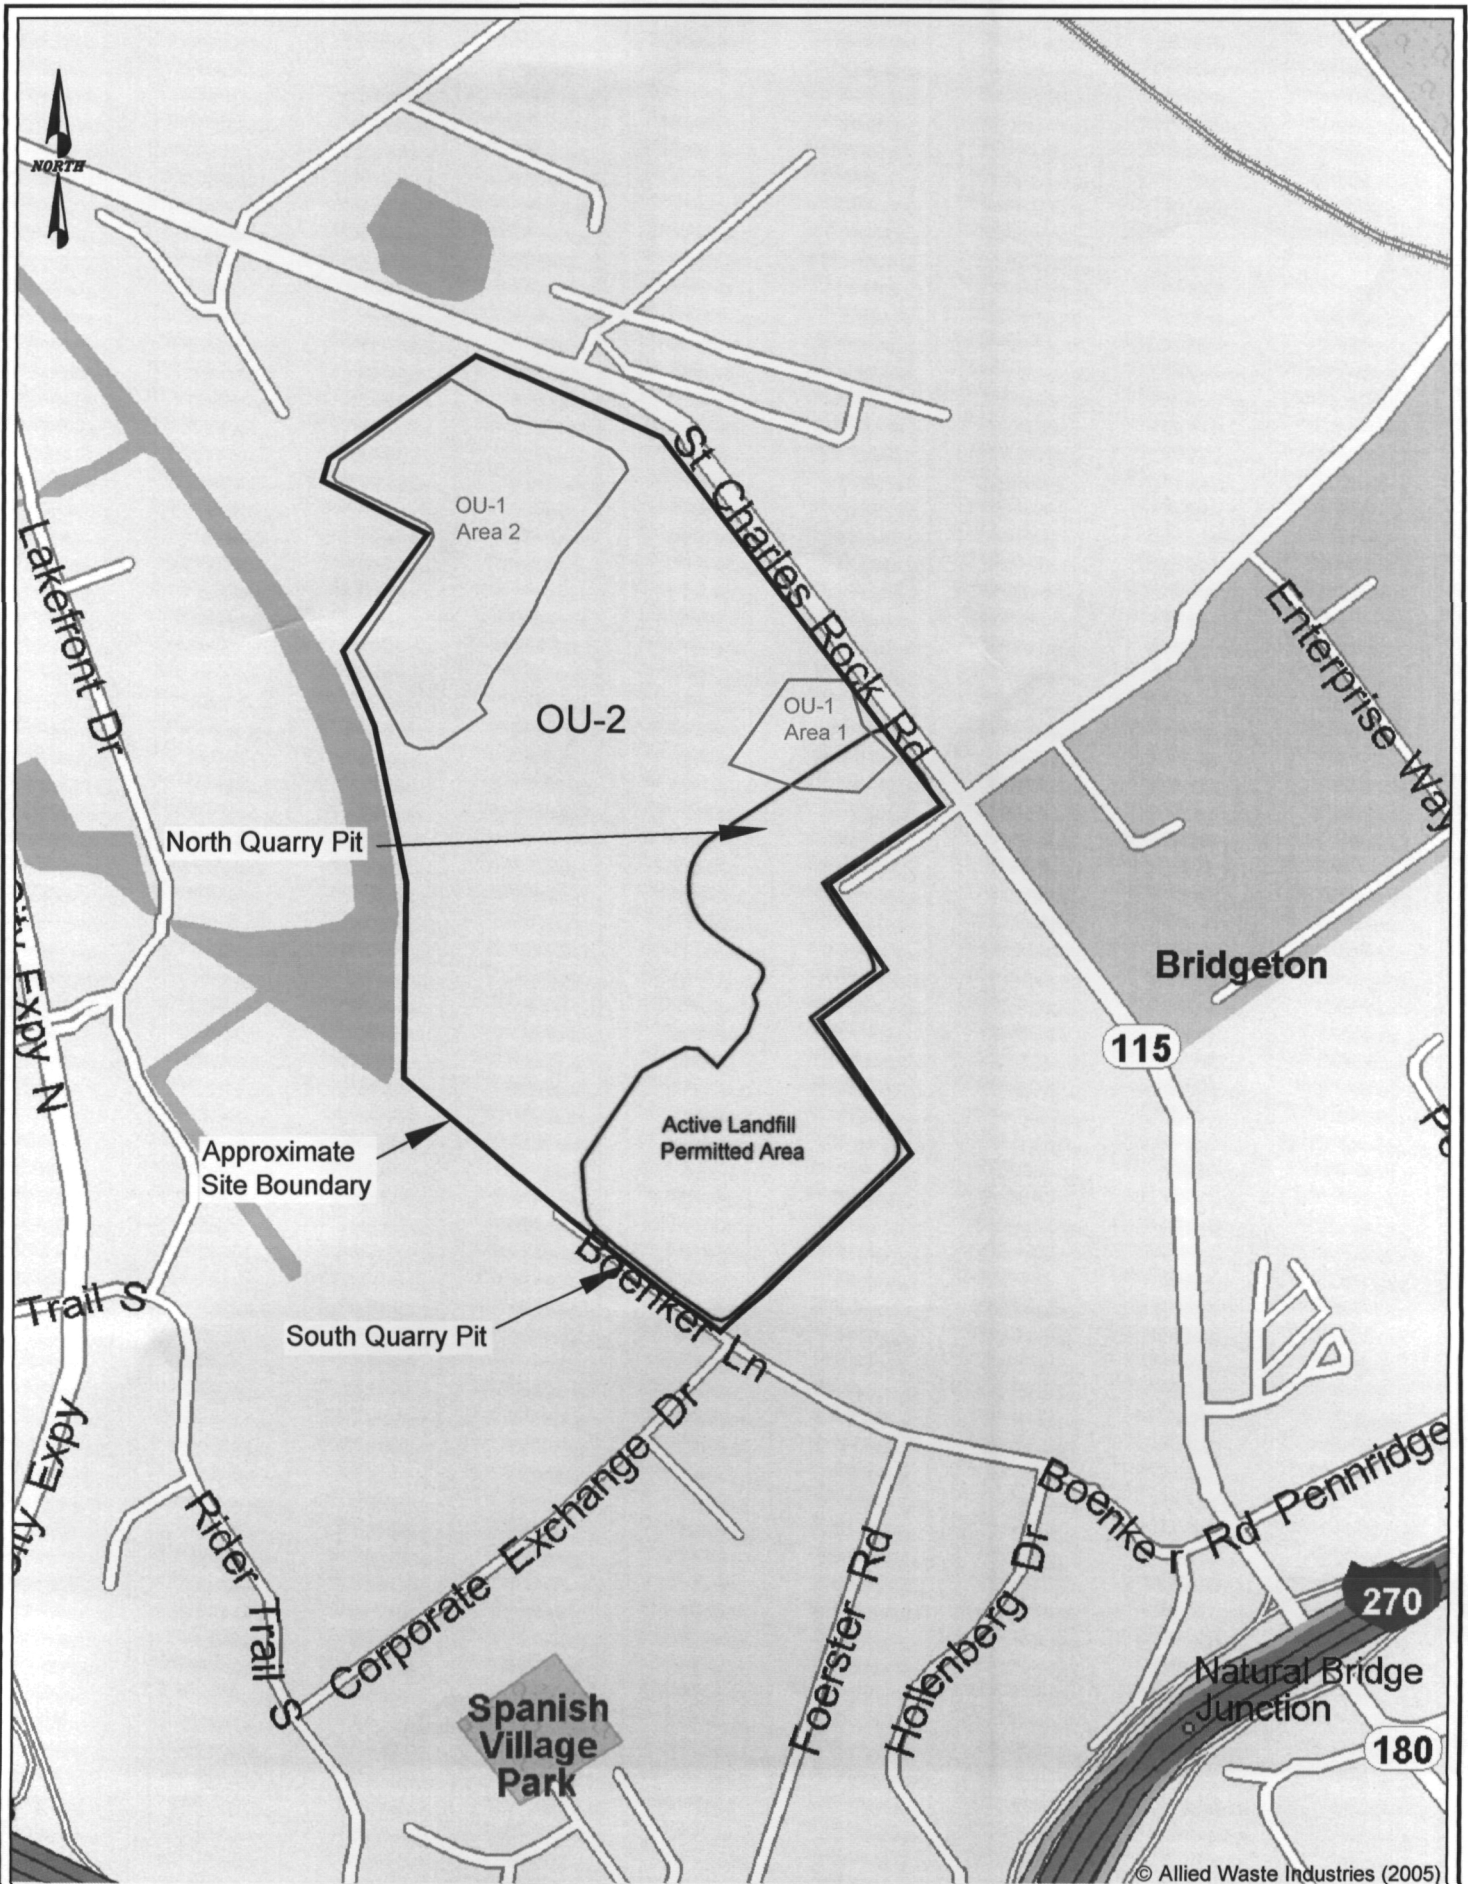 NORTH
St Charles Rock Rd
OU-1
Area 2
Lakefront Dr
Enterprise Way
OU-2
OU-1
Area 1
North Quarry Pit
Bridgeton
Expy N
115
Active Landfill
Permitted Area
Approximate
Site Boundary
Boenker Ln
Trail S
South Quarry Pit
Expy
Corporate Exchange Dr
Rider Trail S
Boenker Rd
Pennridge
Foerster Rd
Hollenberg Dr
270
Natural Bridge
Junction
180
Spanish
Village
Park
© Allied Waste Industries (2005)